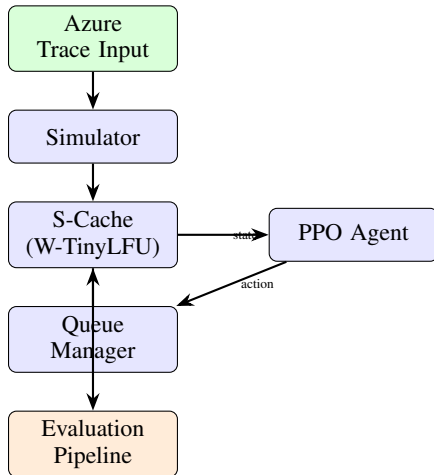 Azure
Trace Input
Simulator
S-Cache
(W-TinyLFU)
state
PPO Agent
action
Queue
Manager
Evaluation
Pipeline